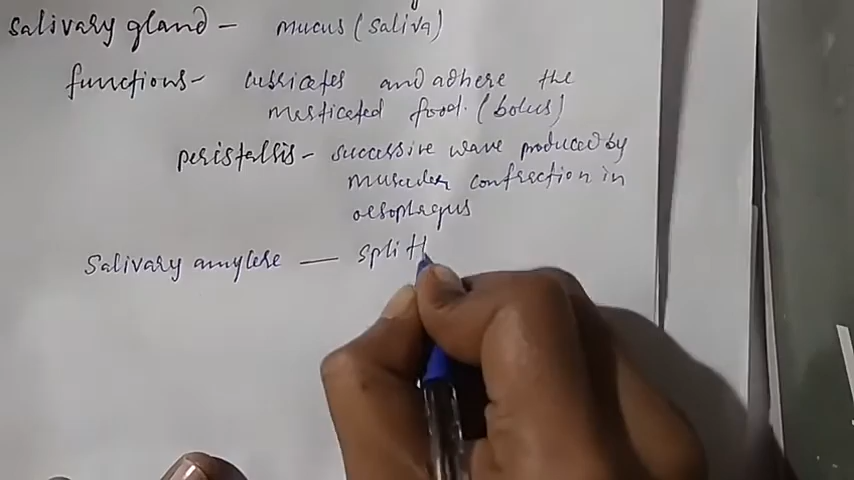 salivary gland - mucus (saliva)
functions - lubricates and adhere the
masticated food. (bolus)
peristalsis - successive wave produced by
muscular contraction in
oesophagus
Salivary amylase — split